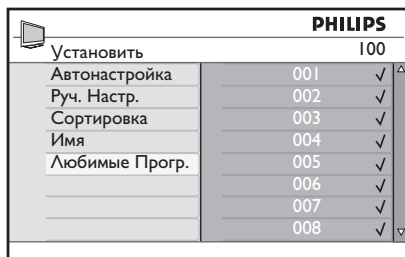 PHILIPS
Установить 100
Автонастройка 001 ✓
Руч. Настр. 002 ✓
Сортировка 003 ✓
Имя 004 ✓
Любимые Прогр. 005 ✓
006 ✓
007 ✓
008 ✓